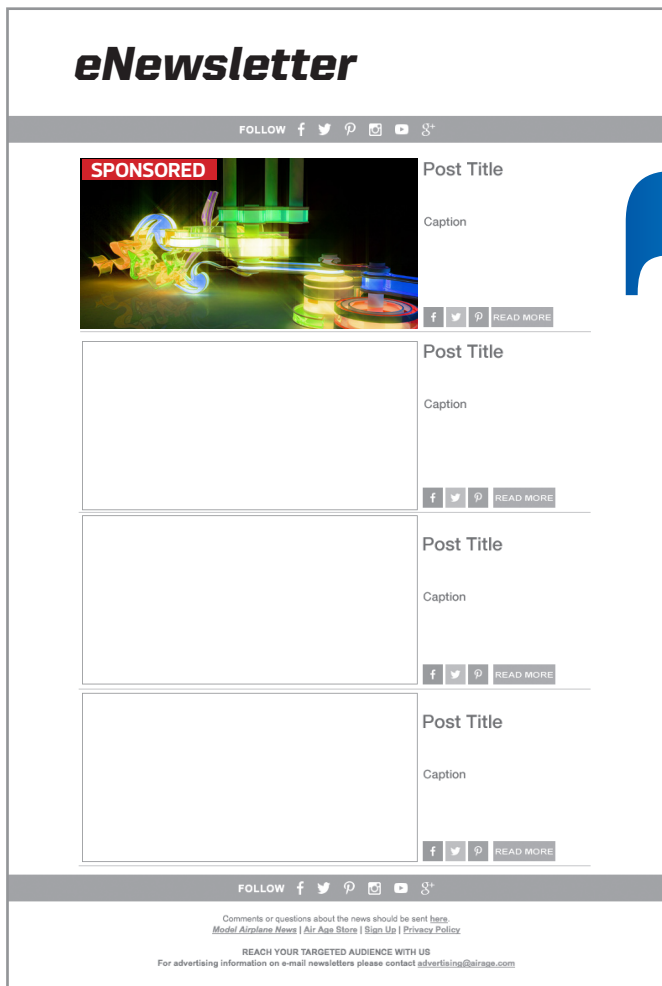 eNewsletter
FOLLOW
SPONSORED
Post Title
Caption
READ MORE
Post Title
Caption
READ MORE
Post Title
Caption
READ MORE
Post Title
Caption
READ MORE
FOLLOW
Comments or questions about the news should be sent here.
Model Airplane News | Air Age Store | Sign Up | Privacy Policy
REACH YOUR TARGETED AUDIENCE WITH US
For advertising information on e-mail newsletters please contact advertising@airage.com